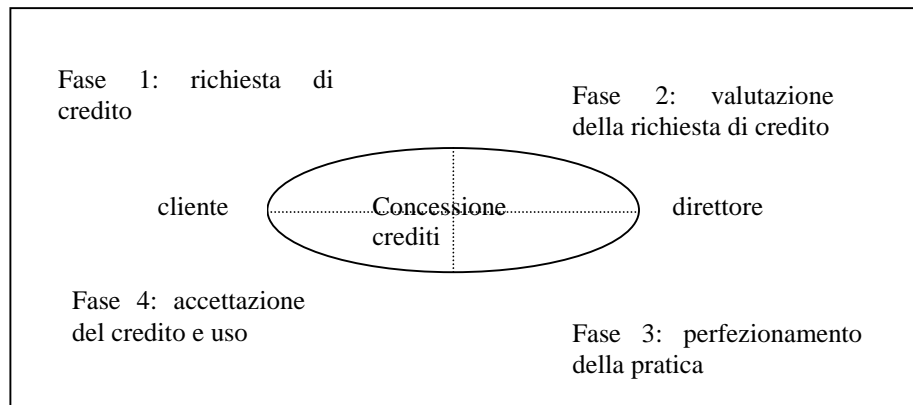 Fase 1: richiesta di
credito
Fase 2: valutazione
della richiesta di credito
cliente
Concessione
crediti
direttore
Fase 4: accettazione
del credito e uso
Fase 3: perfezionamento
della pratica